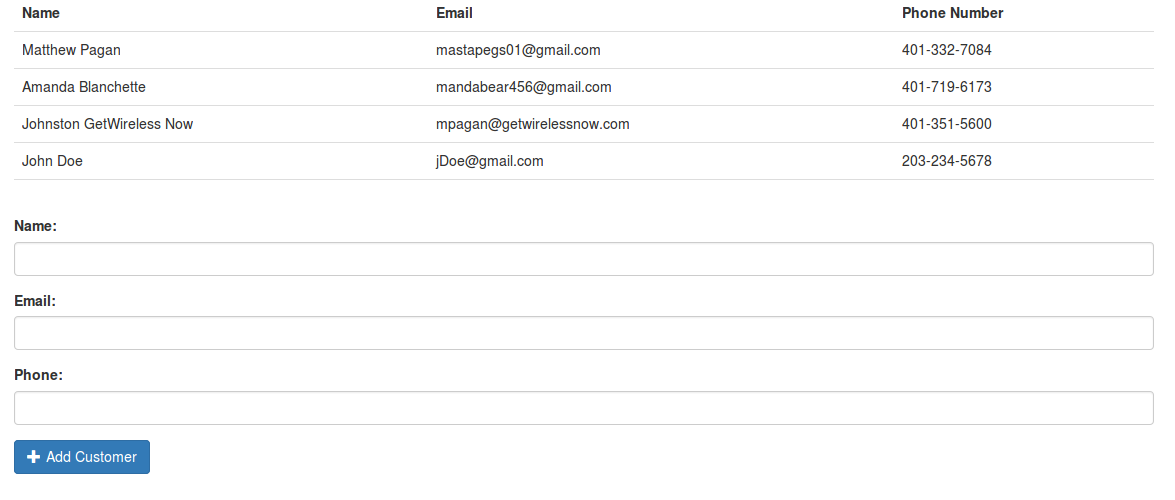 Name Email Phone Number
Matthew Pagan mastapegs01@gmail.com 401-332-7084
Amanda Blanchette mandabear456@gmail.com 401-719-6173
Johnston GetWireless Now mpagan@getwirelessnow.com 401-351-5600
John Doe jDoe@gmail.com 203-234-5678
Name:
Email:
Phone:
Add Customer